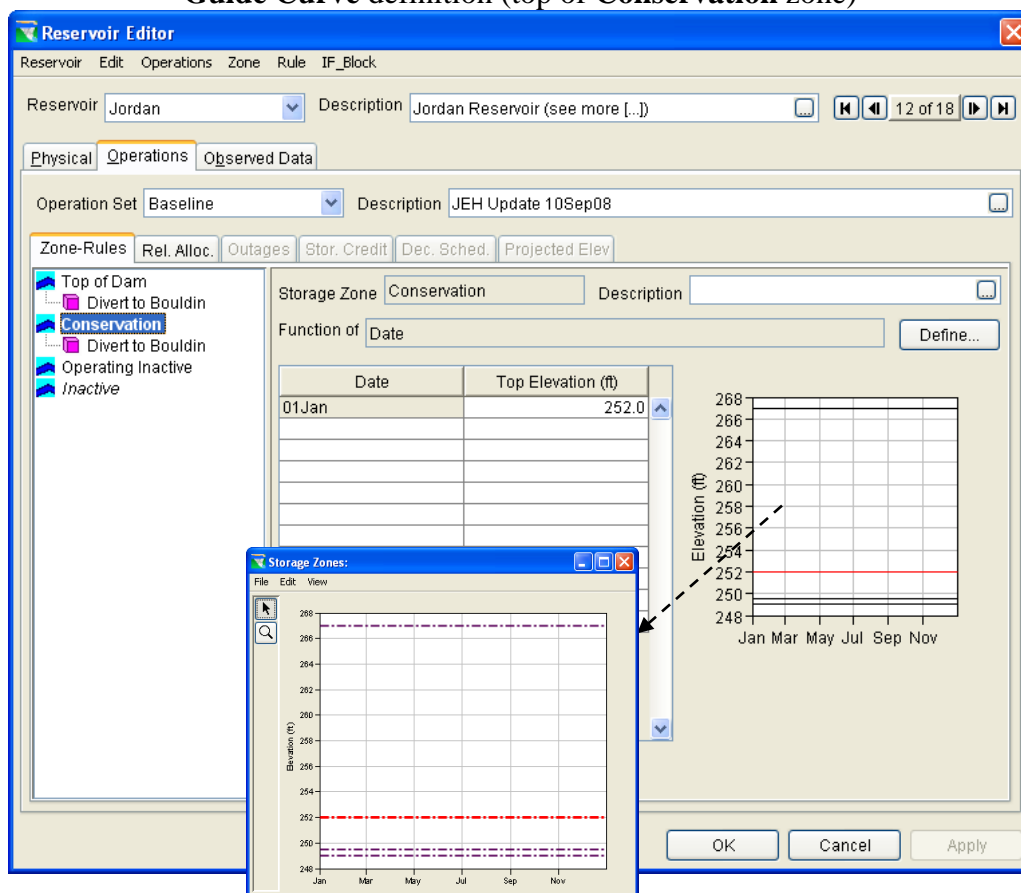 Guide Curve definition (top of Conservation zone)
Reservoir Editor
Reservoir Edit Operations Zone Rule IF_Block
Reservoir Jordan Description Jordan Reservoir (see more [...]) ... 12 of 18
Physical Operations Observed Data
Operation Set Baseline Description JEH Update 10Sep08 ...
Zone-Rules Rel. Alloc. Outages Stor. Credit Dec. Sched. Projected Elev
Top of Dam
Divert to Bouldin
Conservation
Divert to Bouldin
Operating Inactive
Inactive
Storage Zone Conservation Description ...
Function of Date Define...
Date Top Elevation (ft)
01Jan 252.0
268
266
264
262
260
258
256
254
252
250
248
Elevation (ft)
Jan Mar May Jul Sep Nov
Storage Zones:
File Edit View
268
266
264
262
260
258
256
254
252
250
248
Elevation (ft)
Jan Mar May Jul Sep Nov
OK Cancel Apply